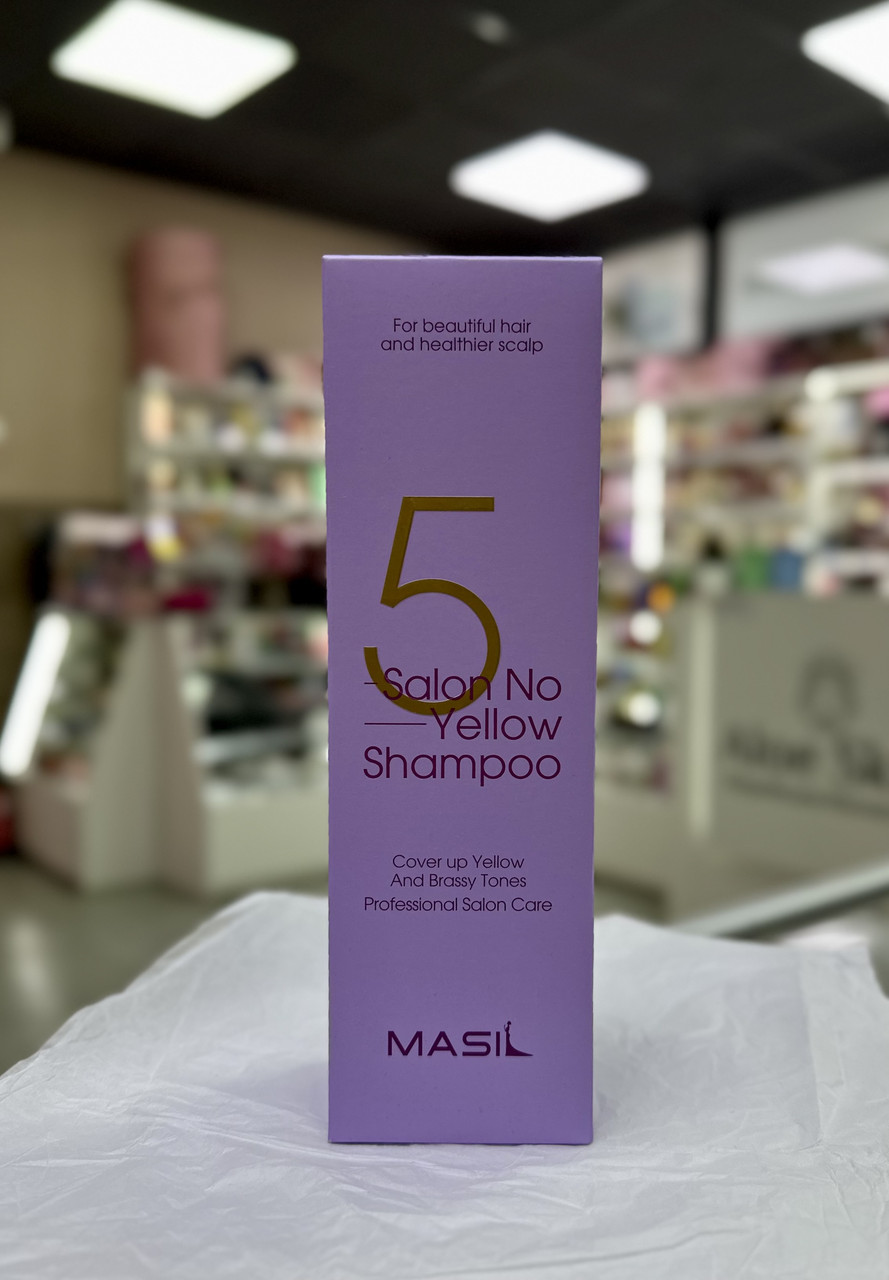 For beautiful hair
and healthier scalp
5
Salon No
Yellow
Shampoo
Cover up Yellow
And Brassy Tones
Professional Salon Care
MASIL